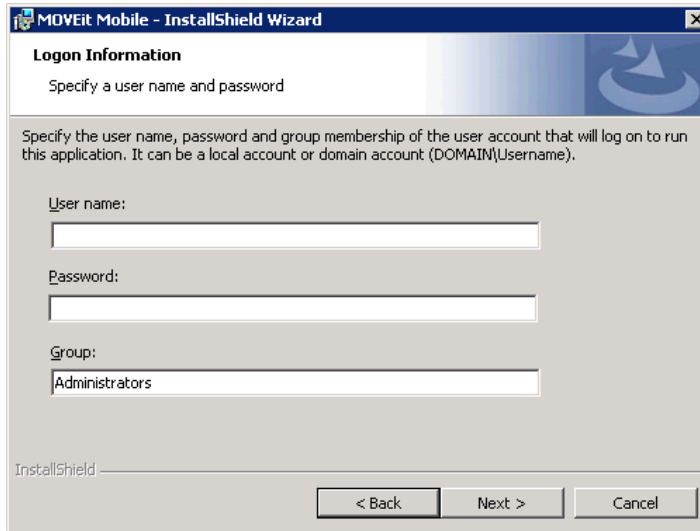 MOVEit Mobile - InstallShield Wizard
Logon Information
Specify a user name and password
Specify the user name, password and group membership of the user account that will log on to run
this application. It can be a local account or domain account (DOMAIN\Username).
User name:
Password:
Group:
Administrators
InstallShield
< Back Next > Cancel